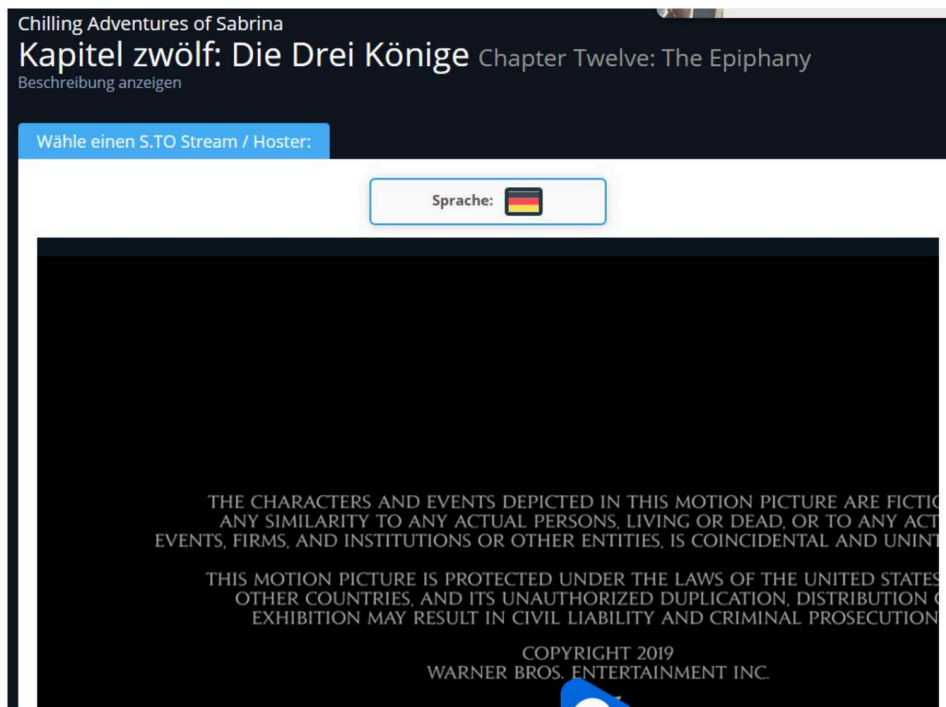 Chilling Adventures of Sabrina
Kapitel zwölf: Die Drei Könige Chapter Twelve: The Epiphany
Beschreibung anzeigen
Wähle einen S.TO Stream / Hoster:
Sprache:
THE CHARACTERS AND EVENTS DEPICTED IN THIS MOTION PICTURE ARE
ANY SIMILARITY TO ANY ACTUAL PERSONS, LIVING OR DEAD, OR TO ANY
EVENTS, FIRMS, AND INSTITUTIONS OR OTHER ENTITIES, IS COINCIDENTAL AND
THIS MOTION PICTURE IS PROTECTED UNDER THE LAWS OF THE UNITED STATES
OTHER COUNTRIES, AND ITS UNAUTHORIZED DUPLICATION, DISTRIBUTION
EXHIBITION MAY RESULT IN CIVIL LIABILITY AND CRIMINAL PROSECUTION
COPYRIGHT 2019
WARNER BROS. ENTERTAINMENT INC.